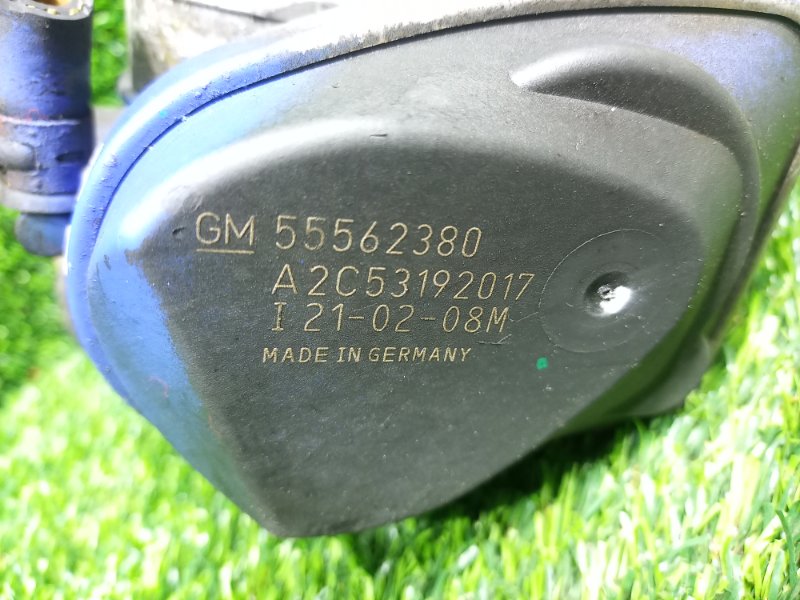 GM 55562380
A2C53192017
I 21-02-08M
MADE IN GERMANY